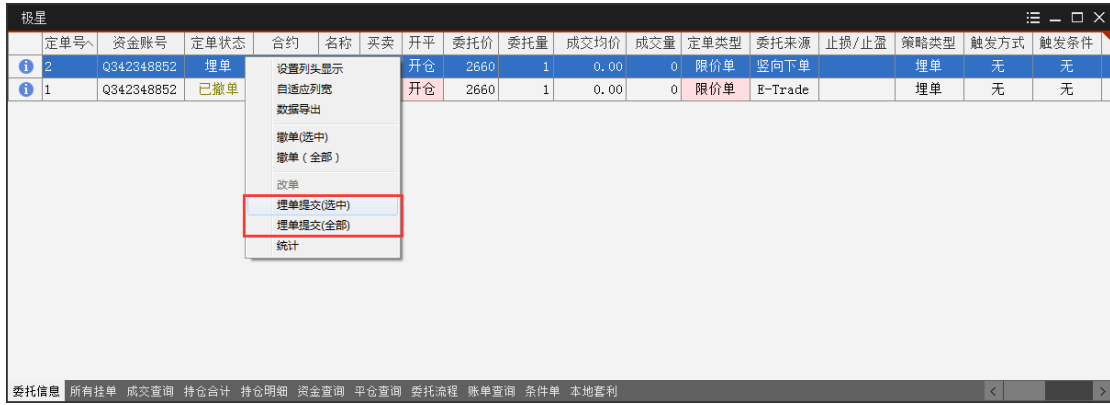 极星
定单号 资金账号 定单状态 合约 名称 买卖 开平 委托价 委托量 成交均价 成交量 定单类型 委托来源 止损/止盈 策略类型 触发方式 触发条件
2 Q342348852 埋单 开仓 2660 1 0.00 0 限价单 竖向下单 埋单 无 无
1 Q342348852 已撤单 开仓 2660 1 0.00 0 限价单 E-Trade 埋单 无 无
设置列头显示
自适应列宽
数据导出
撤单(选中)
撤单（全部）
改单
埋单提交(选中)
埋单提交(全部)
统计
委托信息 所有挂单 成交查询 持仓合计 持仓明细 资金查询 平仓查询 委托流程 账单查询 条件单 本地套利